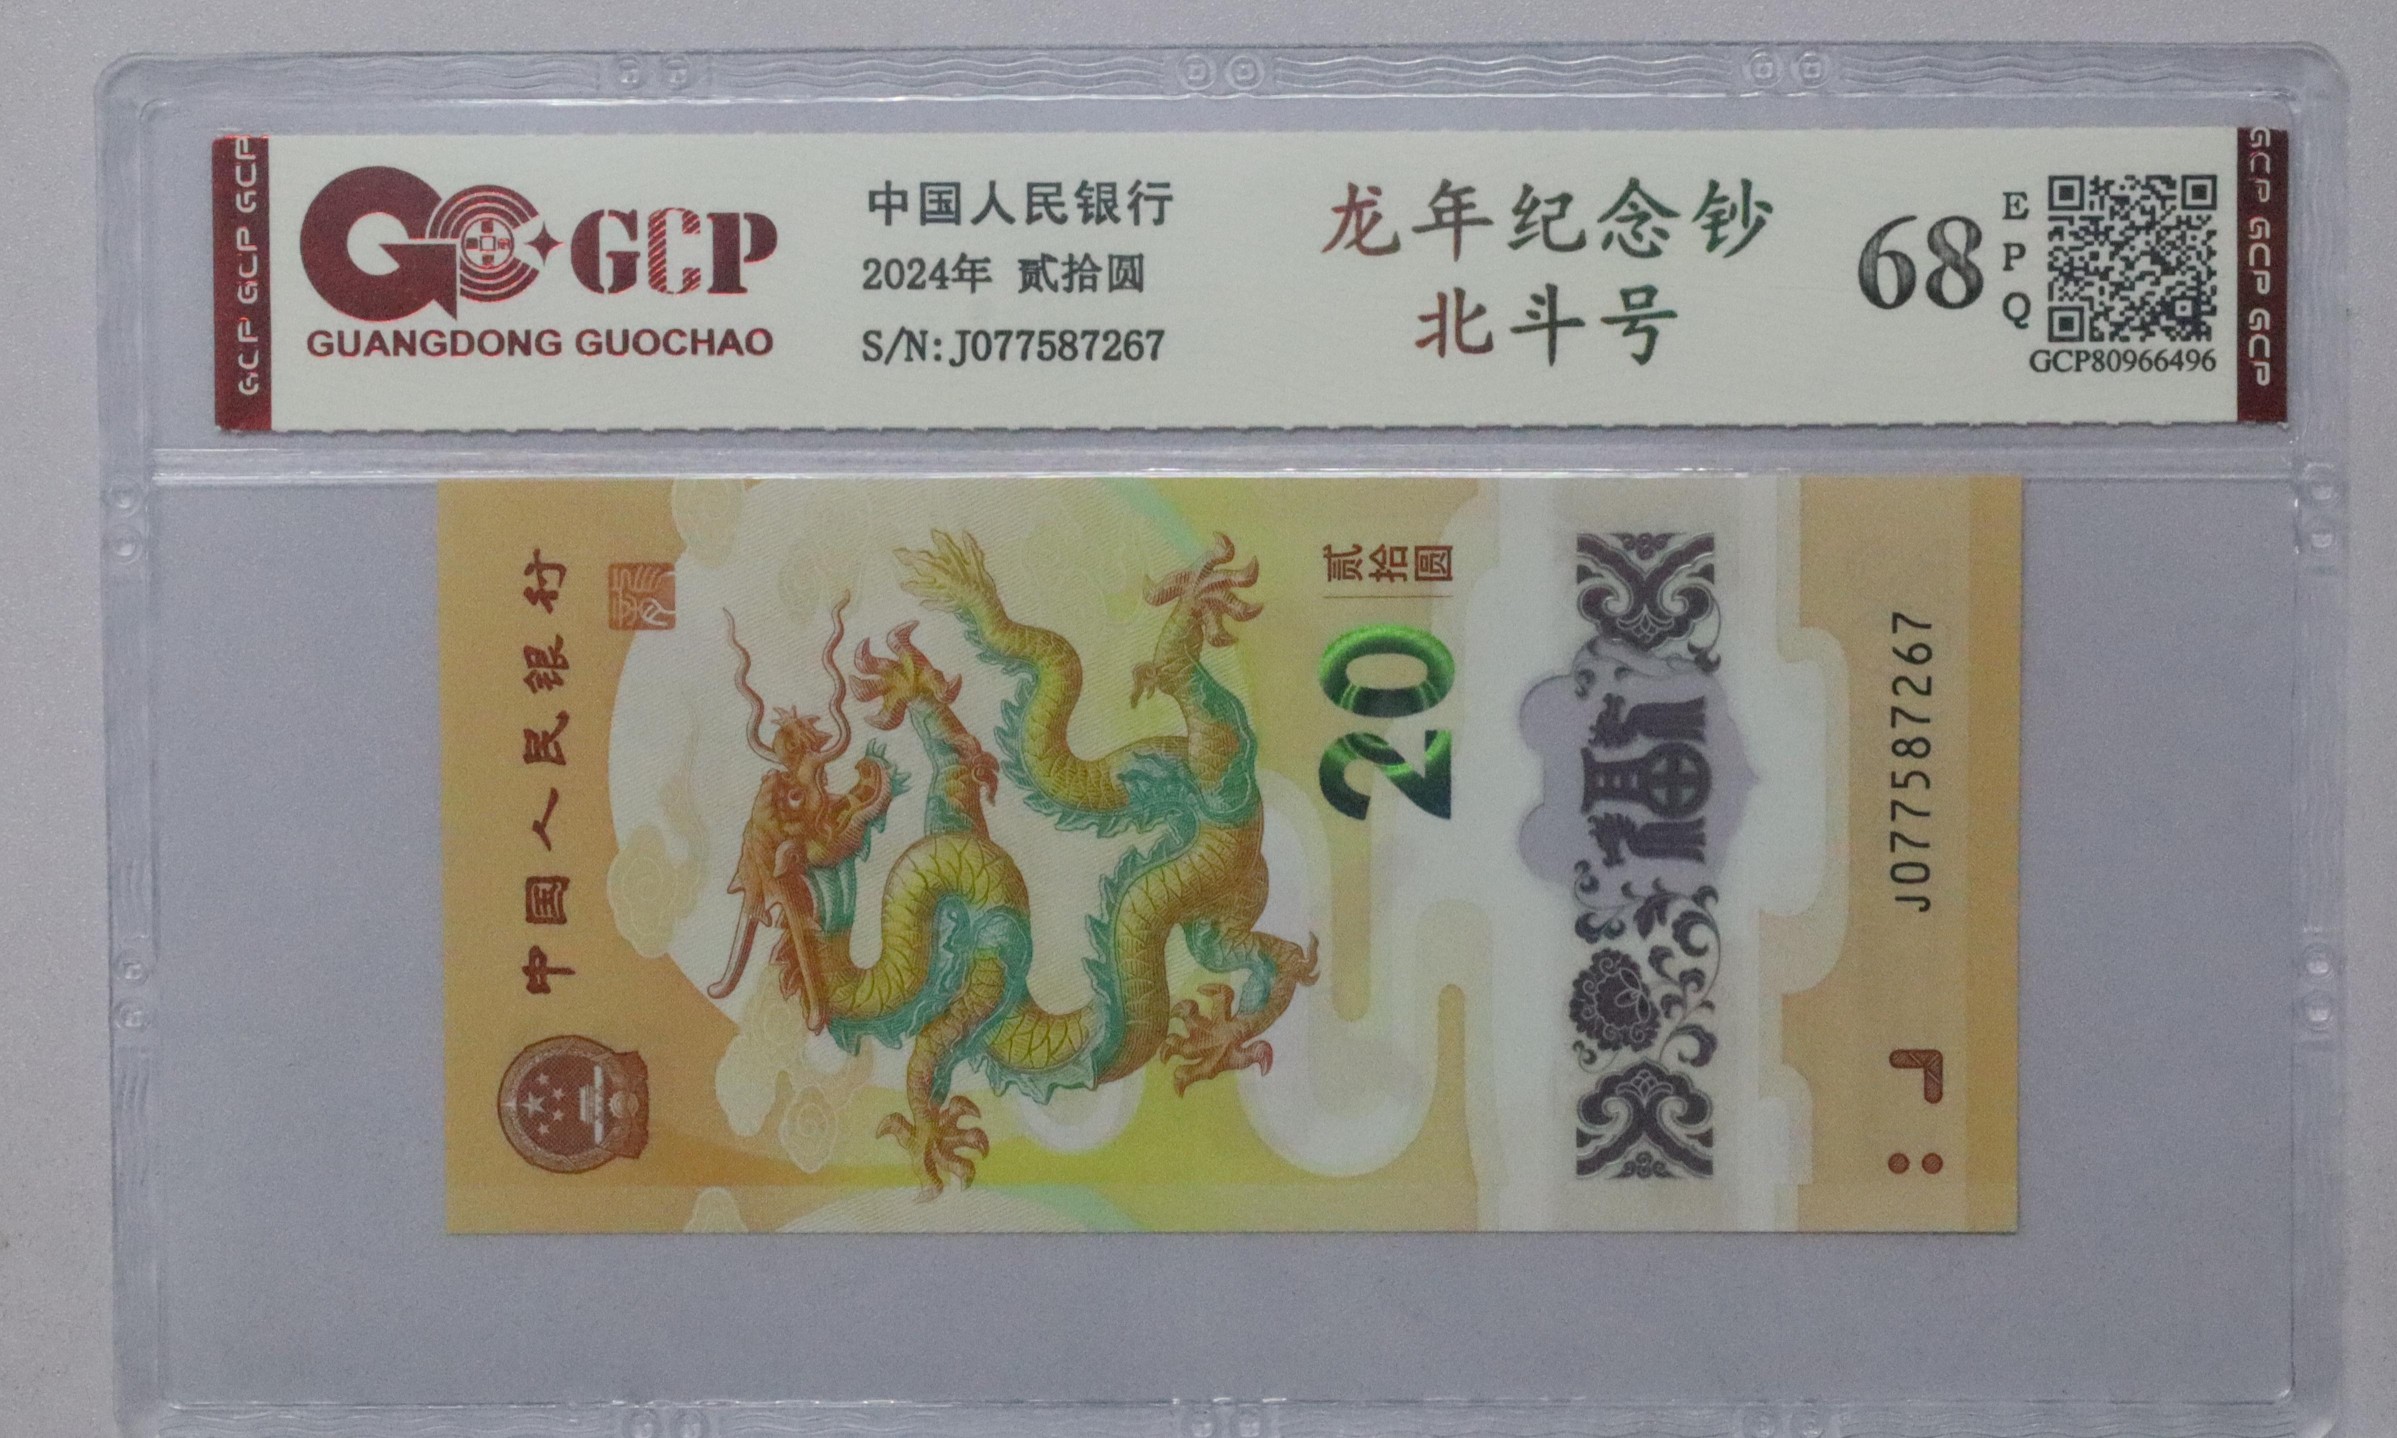 GCP GCP GCP
GCP
GUANGDONG GUOCHAO
中国人民银行
2024年 贰拾圆
S/N:J077587267
龙年纪念钞
北斗号
68
EPQ
GCP80966496
GCP GCP GCP
中国人民银行
贰拾圆
20
J077587267